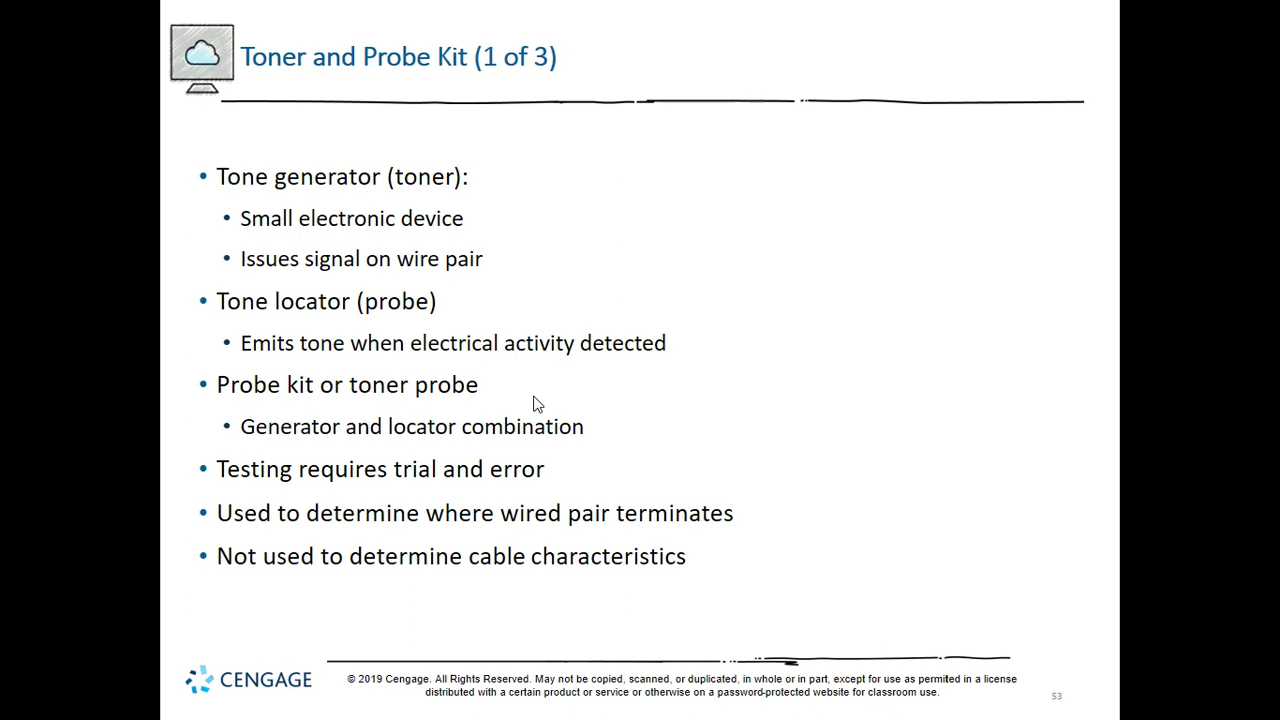 Toner and Probe Kit (1 of 3)
• Tone generator (toner):
• Small electronic device
• Issues signal on wire pair
• Tone locator (probe)
• Emits tone when electrical activity detected
• Probe kit or toner probe
• Generator and locator combination
• Testing requires trial and error
• Used to determine where wired pair terminates
• Not used to determine cable characteristics
CENGAGE
© 2019 Cengage. All Rights Reserved. May not be copied, scanned, or duplicated, in whole or in part, except for use as permitted in a license
distributed with a certain product or service or otherwise on a password-protected website for classroom use.
53